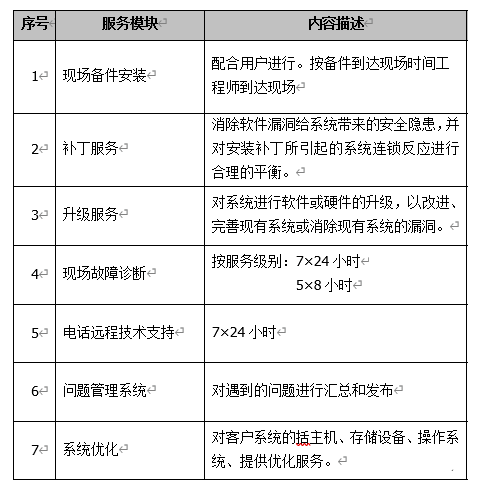 序号 服务模块 内容描述
1 现场备件安装 配合用户进行。按备件到达现场时间工
程师到达现场
2 补丁服务 消除软件漏洞给系统带来的安全隐患,并
对安装补丁所引起的系统连锁反应进行
合理的平衡。
3 升级服务 对系统进行软件或硬件的升级,以改进、
完善现有系统或消除现有系统的漏洞。
4 现场故障诊断 按服务级别:7×24 小时
5×8 小时
5 电话远程技术支持 7×24 小时
6 问题管理系统 对遇到的问题进行汇总和发布
7 系统优化 对客户系统的括主机、存储设备、操作系
统、提供优化服务。